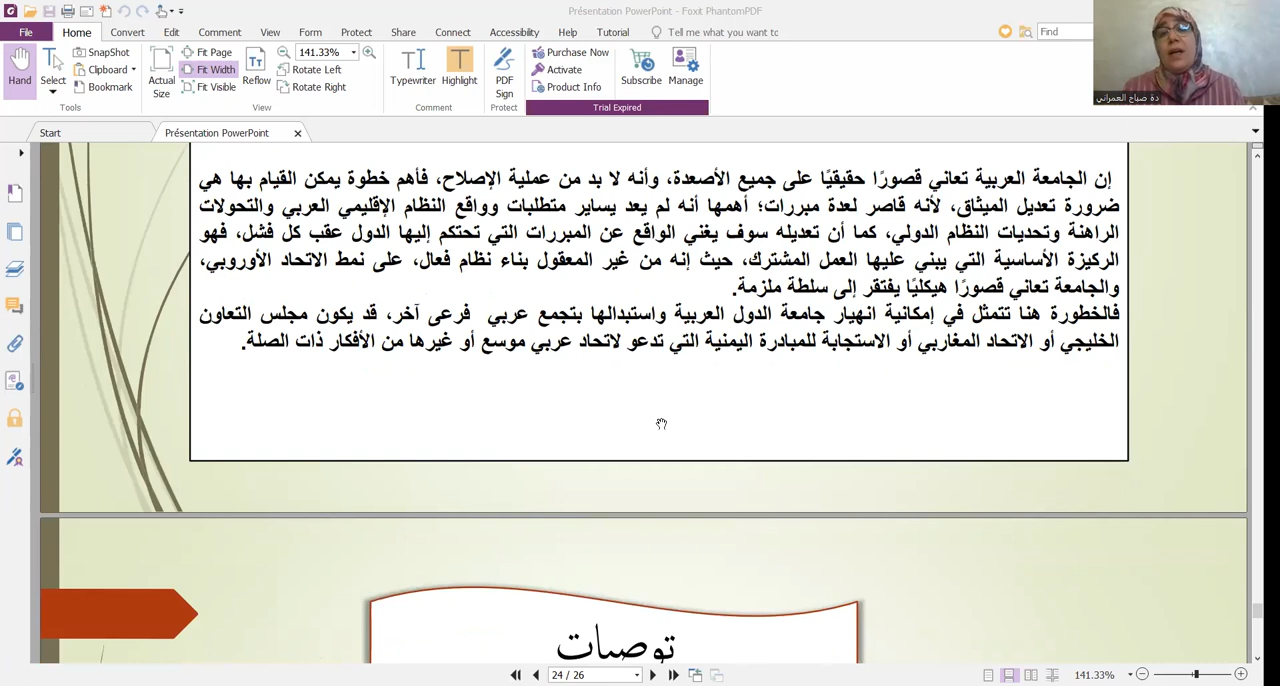 Présentation PowerPoint - Foxit PhantomPDF
File Home Convert Edit Comment View Form Protect Share Connect Accessibility Help Tutorial Tell me what you want to Find
Hand
Select
SnapShot
Clipboard
Bookmark
Tools
Actual Size
Fit Page
Fit Width
Fit Visible
Reflow
141.33%
Rotate Left
Rotate Right
View
Typewriter
Highlight
Comment
PDF Sign
Protect
Purchase Now
Activate
Product Info
Subscribe
Manage
Trial Expired
دة صباح العمراني
Start
Présentation PowerPoint
إن الجامعة العربية تعاني قصورًا حقيقيًا على جميع الأصعدة، وأنه لا بد من عملية الإصلاح، فأهم خطوة يمكن القيام بها هي
ضرورة تعديل الميثاق، لأنه قاصر لعدة مبررات؛ أهمها أنه لم يعد يساير متطلبات وواقع النظام الإقليمي العربي والتحولات
الراهنة وتحديات النظام الدولي، كما أن تعديله سوف يغني الواقع عن المبررات التي تحتكم إليها الدول عقب كل فشل، فهو
الركيزة الأساسية التي يبني عليها العمل المشترك، حيث إنه من غير المعقول بناء نظام فعال، على نمط الاتحاد الأوروبي،
والجامعة تعاني قصورًا هيكليًا يفتقر إلى سلطة ملزمة.
فالخطورة هنا تتمثل في إمكانية انهيار جامعة الدول العربية واستبدالها بتجمع عربي فرعى آخر، قد يكون مجلس التعاون
الخليجي أو الاتحاد المغاربي أو الاستجابة للمبادرة اليمنية التي تدعو لاتحاد عربي موسع أو غيرها من الأفكار ذات الصلة.
توصيات
24 / 26
141.33%